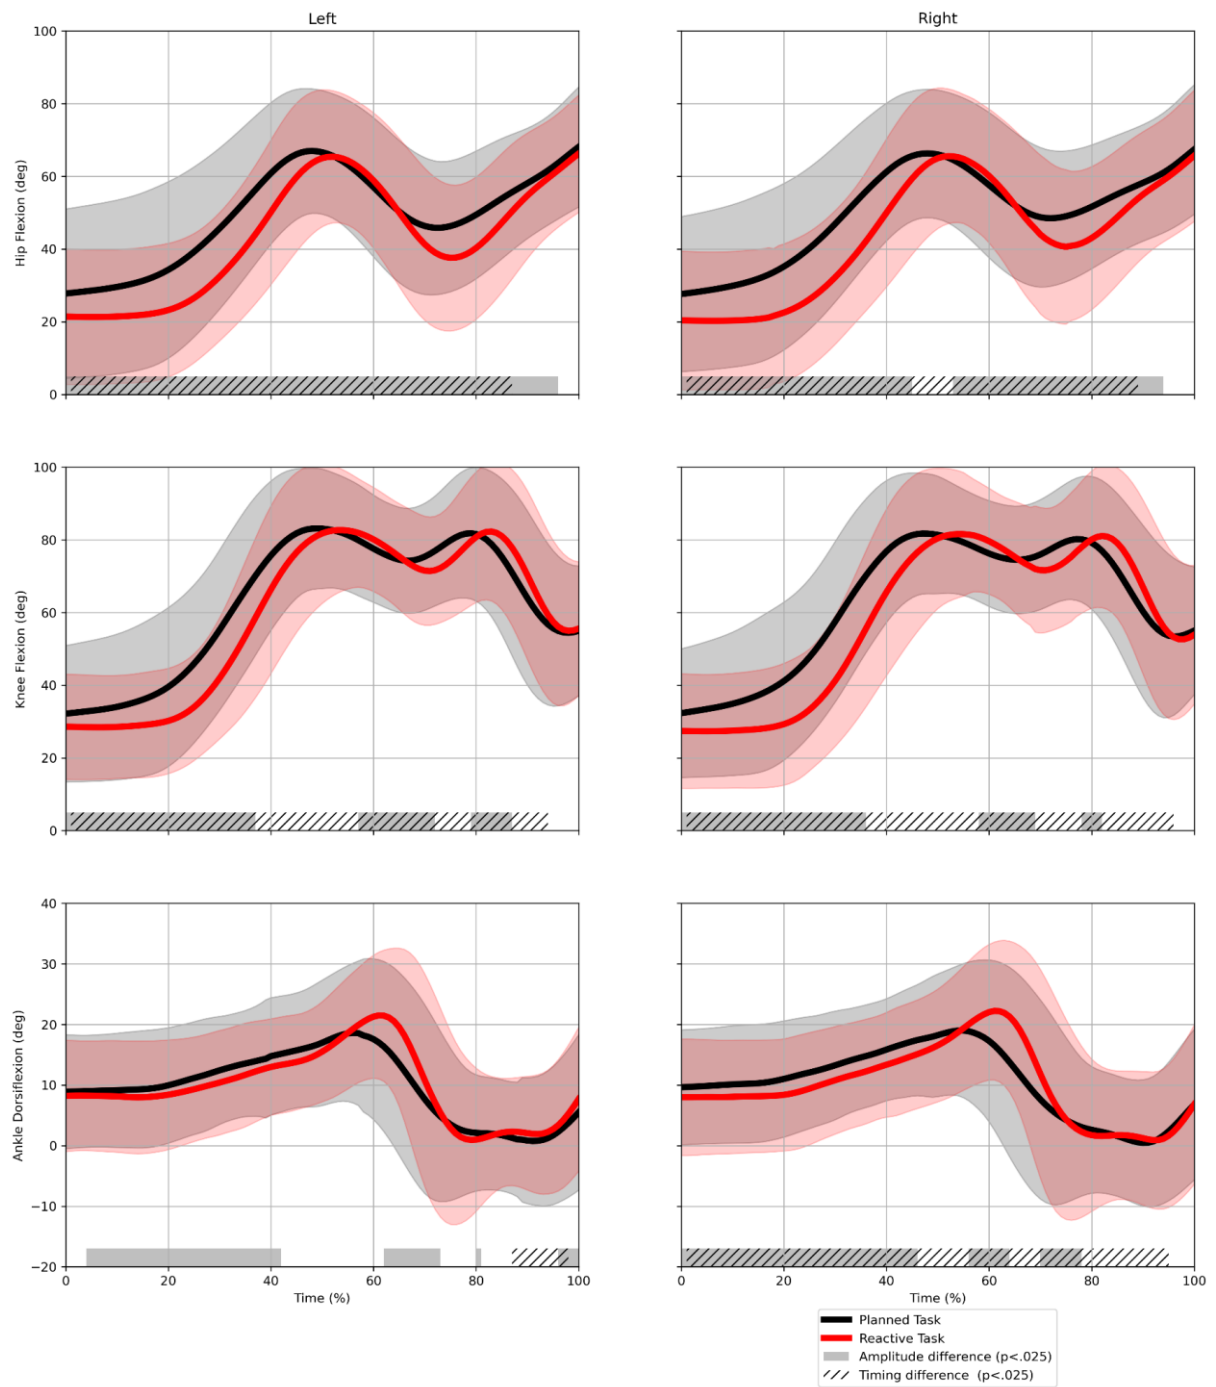 Left
Right
100
80
60
40
20
0
Hip Flexion (deg)
100
80
60
40
20
0
Knee Flexion (deg)
40
30
20
10
0
−10
−20
Ankle Dorsiflexion (deg)
0 20 40 60 80 100
Time (%)
0 20 40 60 80 100
Time (%)
Planned Task
Reactive Task
Amplitude difference (p<.025)
Timing difference (p<.025)